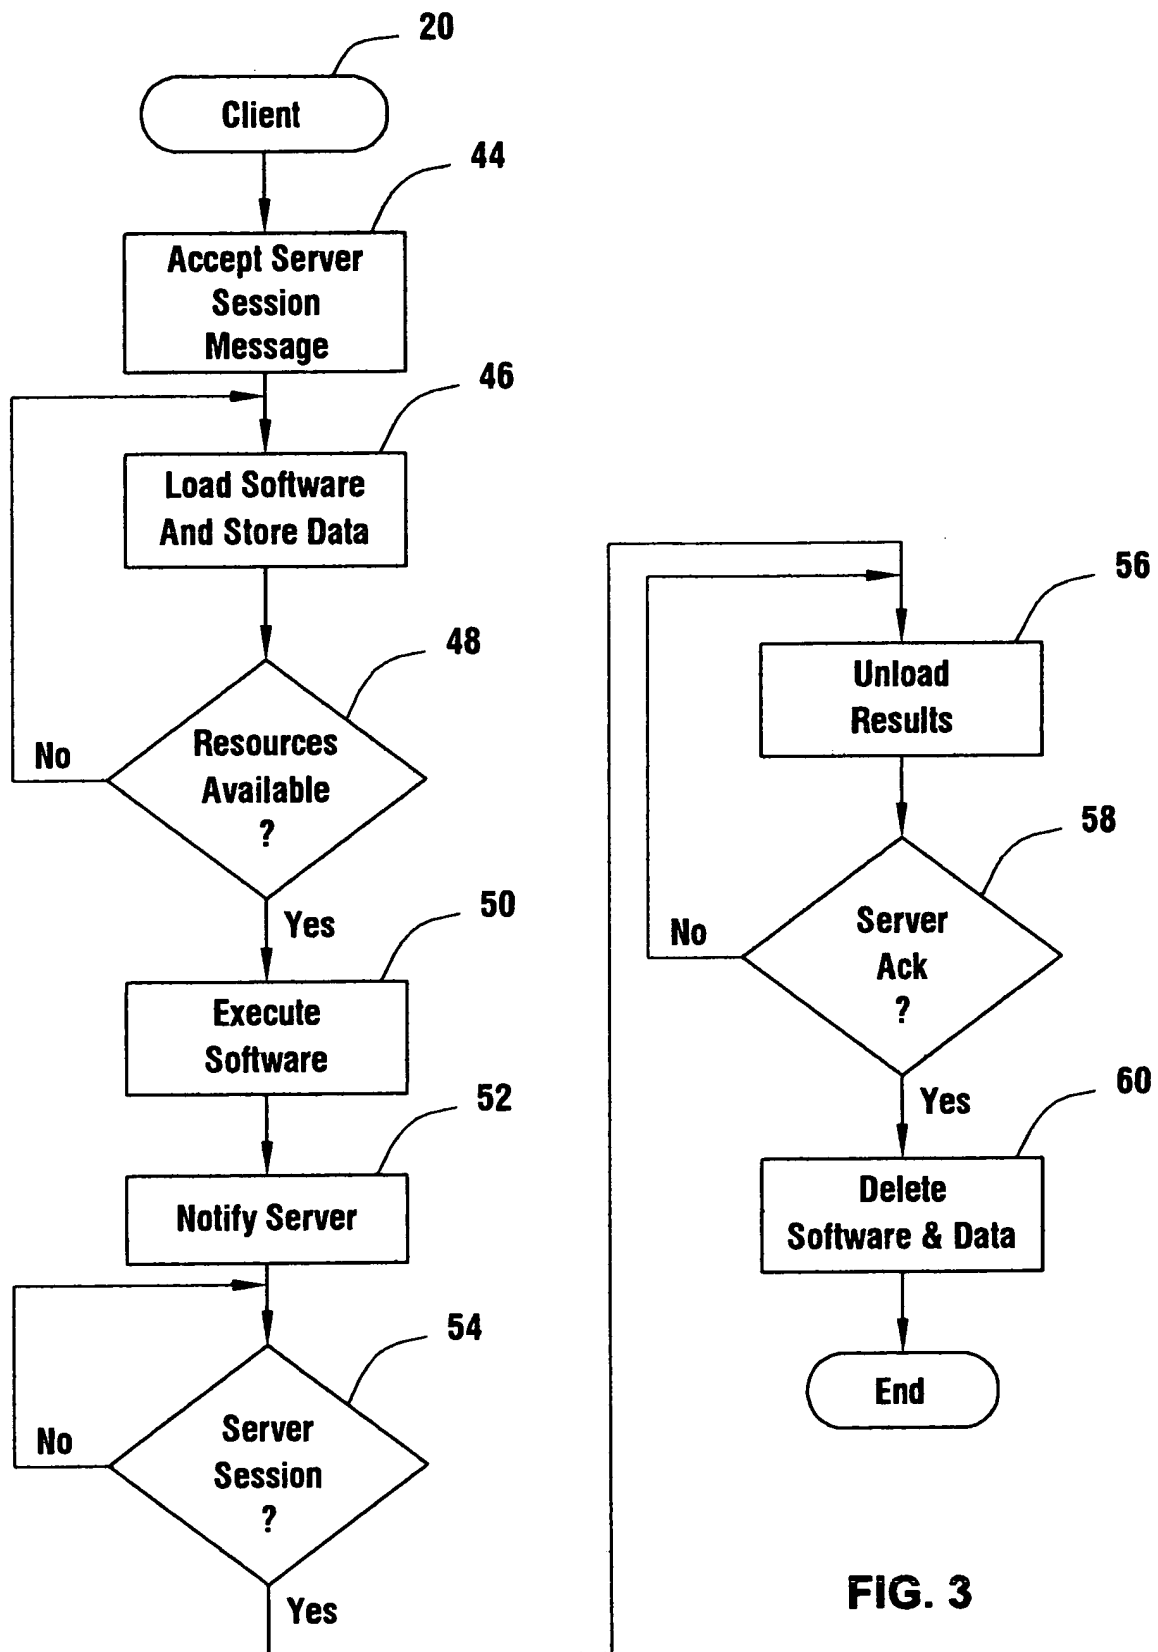 20
Client
44
Accept Server
Session
Message
46
Load Software
And Store Data
48
Resources
Available
?
No
Yes
50
Execute
Software
52
Notify Server
54
Server
Session
?
No
Yes
56
Unload
Results
58
Server
Ack
?
No
Yes
60
Delete
Software & Data
End
FIG. 3